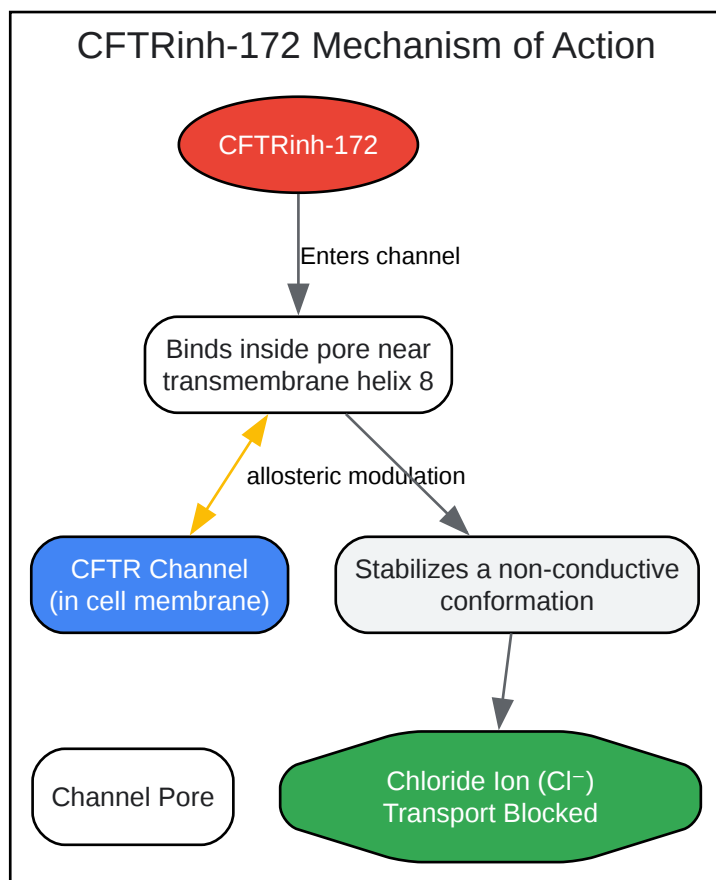 CFTRinh-172 Mechanism of Action
CFTRinh-172
Enters channel
Binds inside pore near
transmembrane helix 8
allosteric modulation
CFTR Channel
(in cell membrane)
Stabilizes a non-conductive
conformation
Channel Pore
Chloride Ion (Cl⁻)
Transport Blocked